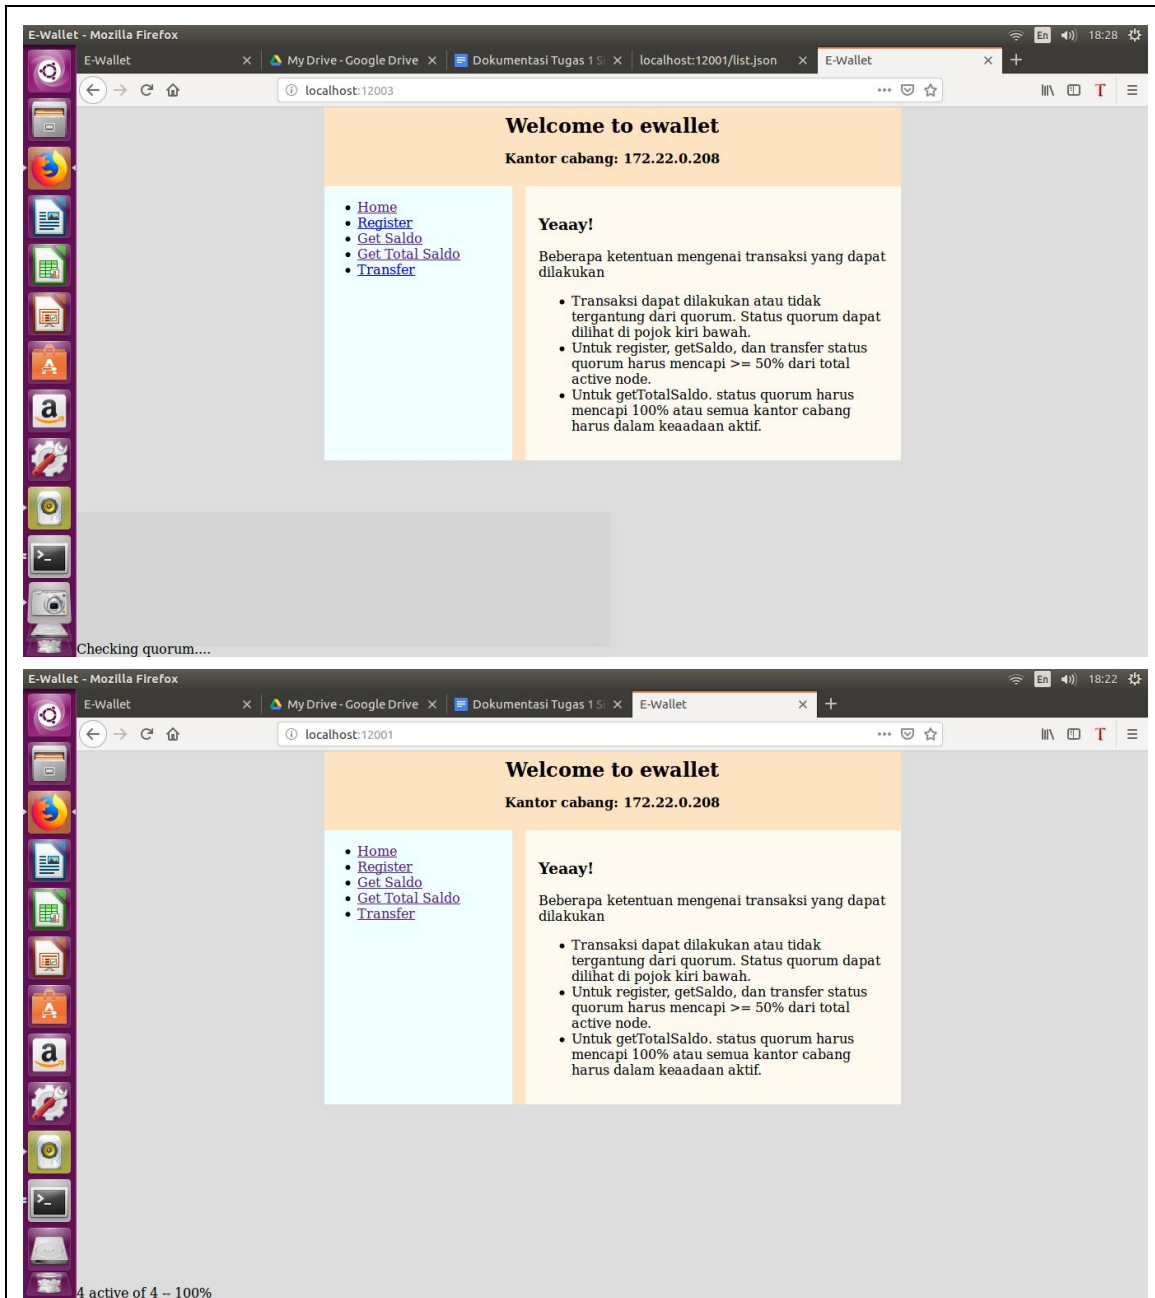 E-Wallet - Mozilla Firefox En 18:28
E-Wallet My Drive - Google Drive Dokumentasi Tugas 1 Si localhost:12001/list.json E-Wallet
localhost:12003
Welcome to ewallet
Kantor cabang: 172.22.0.208
Home
Register
Get Saldo
Get Total Saldo
Transfer
Yeaay!
Beberapa ketentuan mengenai transaksi yang dapat
dilakukan
Transaksi dapat dilakukan atau tidak
tergantung dari quorum. Status quorum dapat
dilihat di pojok kiri bawah.
Untuk register, getSaldo, dan transfer status
quorum harus mencapi >= 50% dari total
active node.
Untuk getTotalSaldo. status quorum harus
mencapi 100% atau semua kantor cabang
harus dalam keaadaan aktif.
Checking quorum....
E-Wallet - Mozilla Firefox En 18:22
E-Wallet My Drive - Google Drive Dokumentasi Tugas 1 Si E-Wallet
localhost:12001
Welcome to ewallet
Kantor cabang: 172.22.0.208
Home
Register
Get Saldo
Get Total Saldo
Transfer
Yeaay!
Beberapa ketentuan mengenai transaksi yang dapat
dilakukan
Transaksi dapat dilakukan atau tidak
tergantung dari quorum. Status quorum dapat
dilihat di pojok kiri bawah.
Untuk register, getSaldo, dan transfer status
quorum harus mencapi >= 50% dari total
active node.
Untuk getTotalSaldo. status quorum harus
mencapi 100% atau semua kantor cabang
harus dalam keaadaan aktif.
4 active of 4 -- 100%